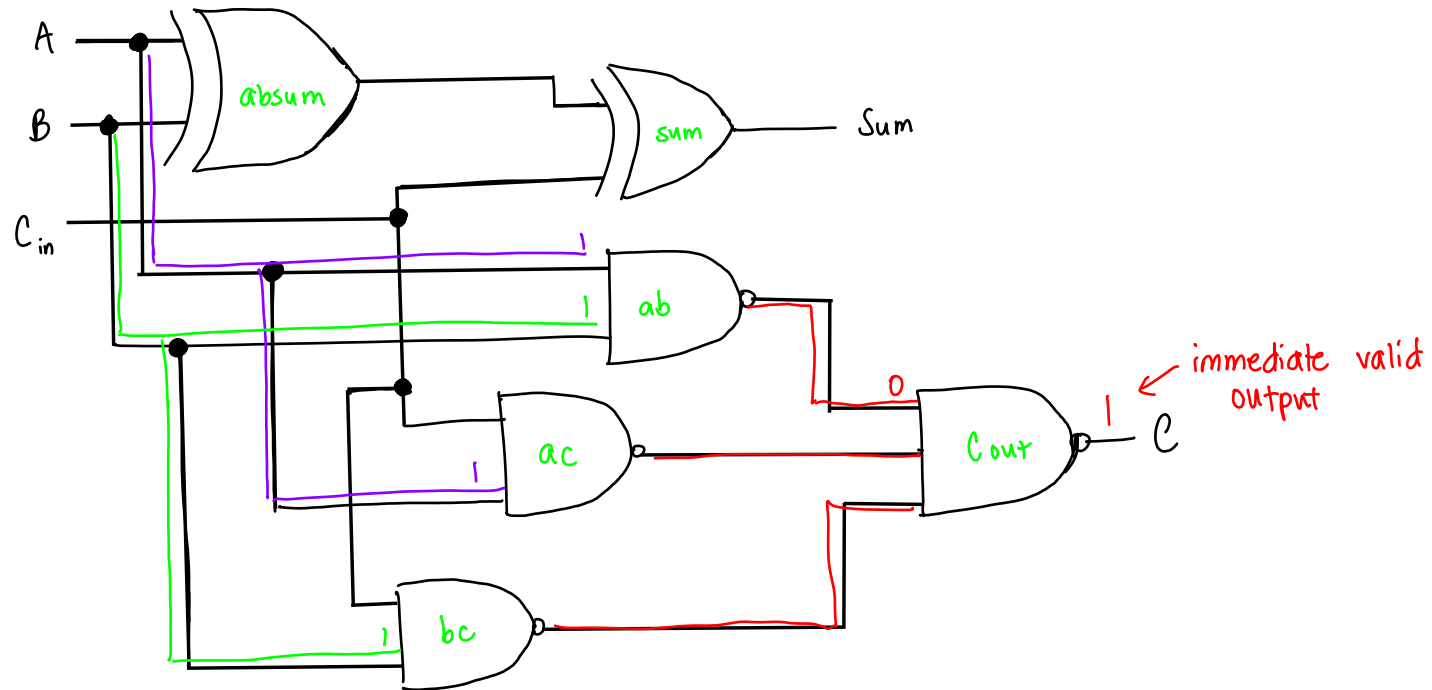 A
absum
B
sum
Sum
C in
1
1
ab
immediate valid
output
0
1
C
Cout
ac
1
bc
1